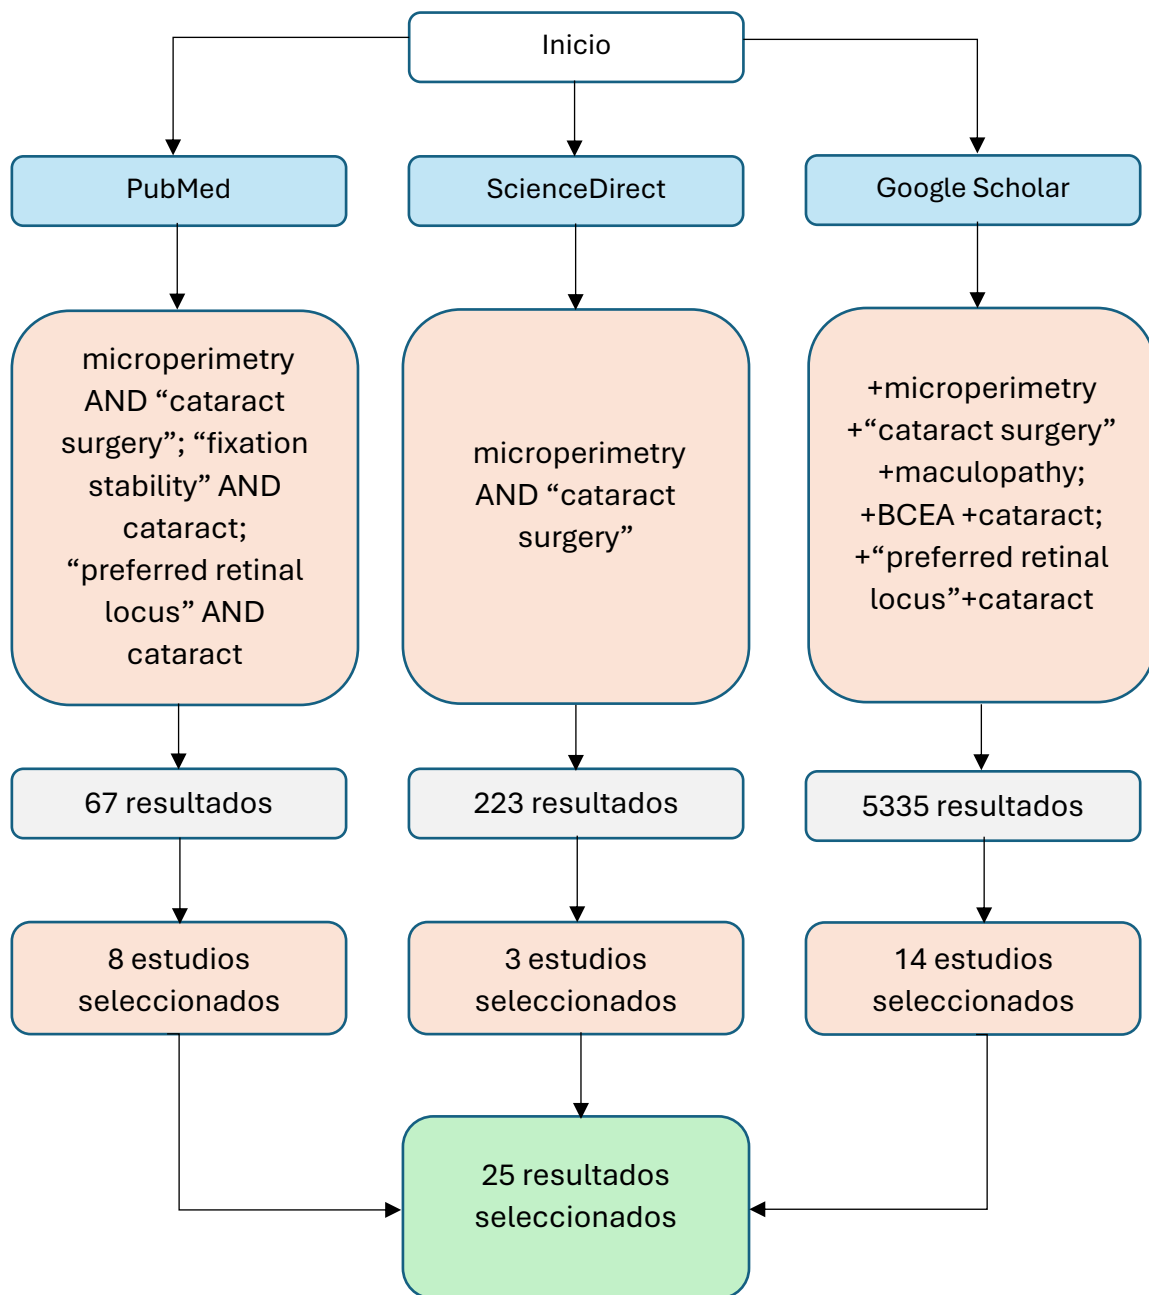 Inicio
PubMed
ScienceDirect
Google Scholar
microperimetry
AND “cataract
surgery”; “fixation
stability” AND
cataract;
“preferred retinal
locus” AND
cataract
microperimetry
AND “cataract
surgery”
+microperimetry
+“cataract surgery”
+maculopathy;
+BCEA +cataract;
+“preferred retinal
locus”+cataract
67 resultados
223 resultados
5335 resultados
8 estudios
seleccionados
3 estudios
seleccionados
14 estudios
seleccionados
25 resultados
seleccionados